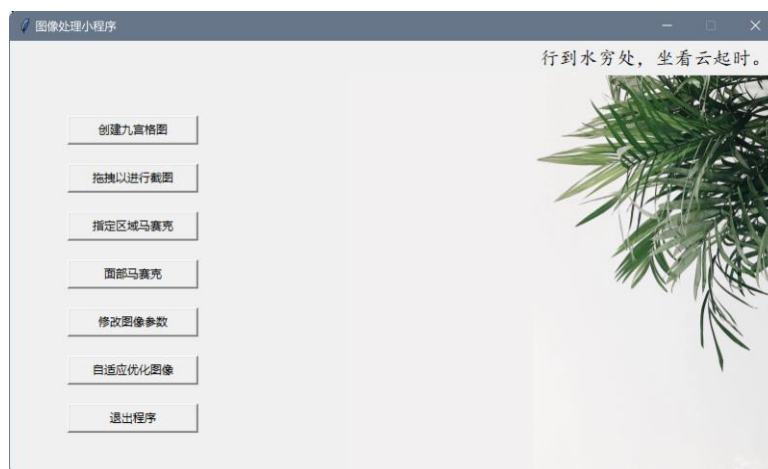 图像处理小程序
行到水穷处，坐看云起时。
创建九宫格图
拖拽以进行截图
指定区域马赛克
面部马赛克
修改图像参数
自适应优化图像
退出程序